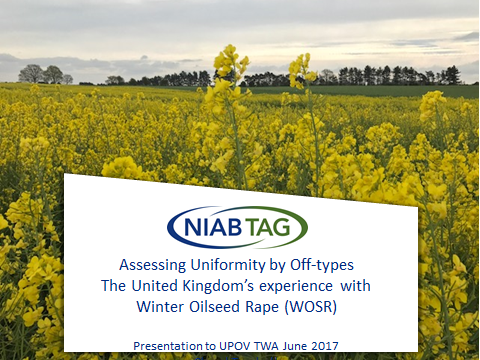 NIAB TAG
Assessing Uniformity by Off-types
The United Kingdom's experience with
Winter Oilseed Rape (WOSR)
Presentation to UPOV TWA June 2017